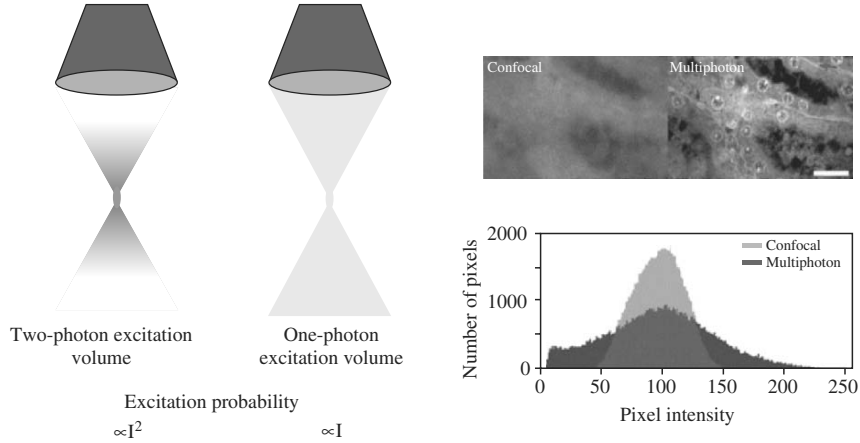 Two-photon excitation
volume
One-photon
excitation volume
Excitation probability
∝I²
∝I
Confocal
Multiphoton
Number of pixels
2000
1000
0
Confocal
Multiphoton
0
50
100
150
200
250
Pixel intensity